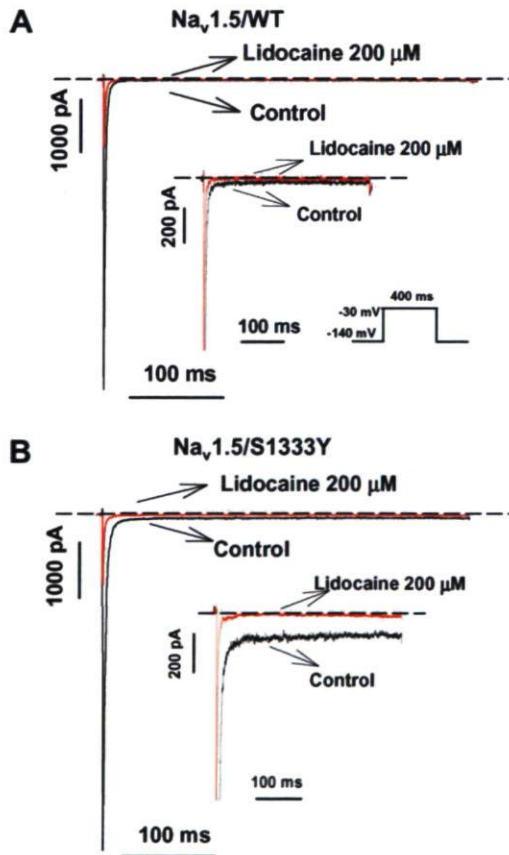 A
Nav1.5/WT
Lidocaine 200 µM
1000 pA
Control
Lidocaine 200 µM
200 pA
Control
400 ms
-30 mV
-140 mV
100 ms
100 ms
B
Nav1.5/S1333Y
Lidocaine 200 µM
1000 pA
Control
Lidocaine 200 µM
200 pA
Control
100 ms
100 ms